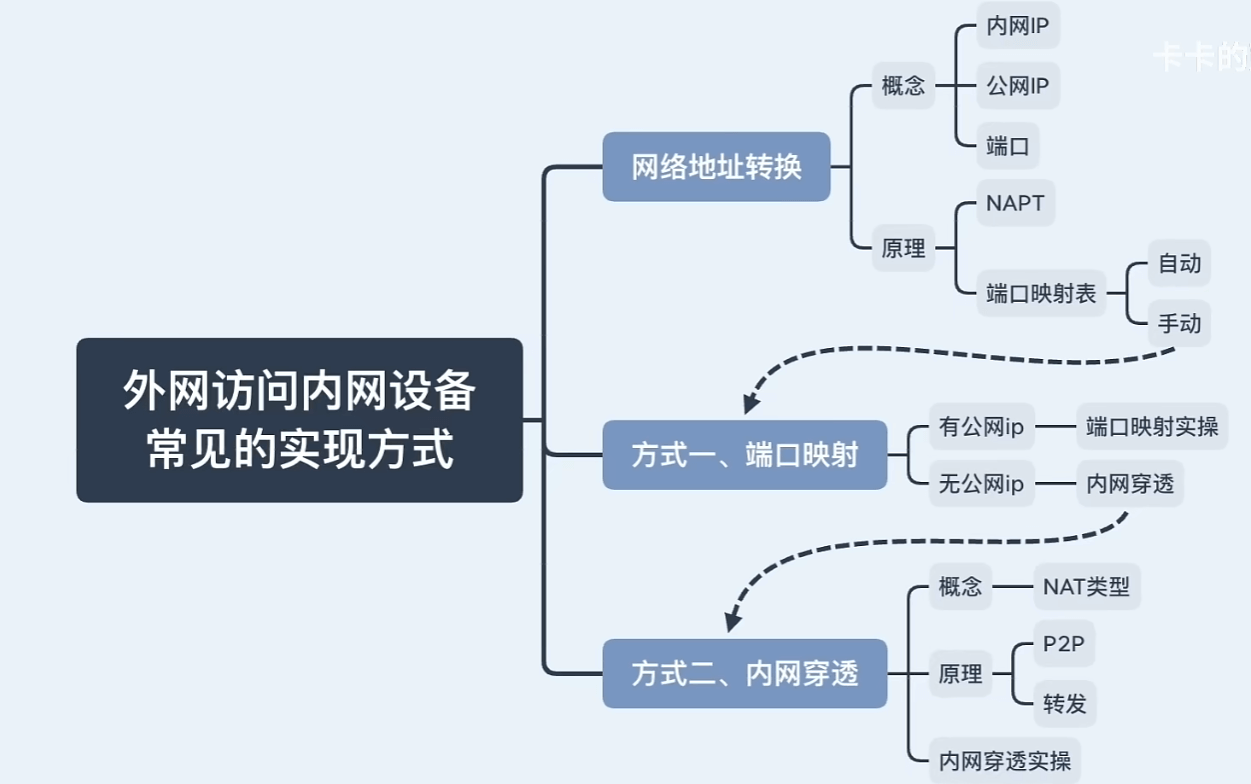 卡卡的
内网IP
概念
公网IP
端口
网络地址转换
NAPT
原理
端口映射表
自动
手动
外网访问内网设备
常见的实现方式
方式一、端口映射
有公网ip
端口映射实操
无公网ip
内网穿透
方式二、内网穿透
概念
NAT类型
原理
P2P
转发
内网穿透实操